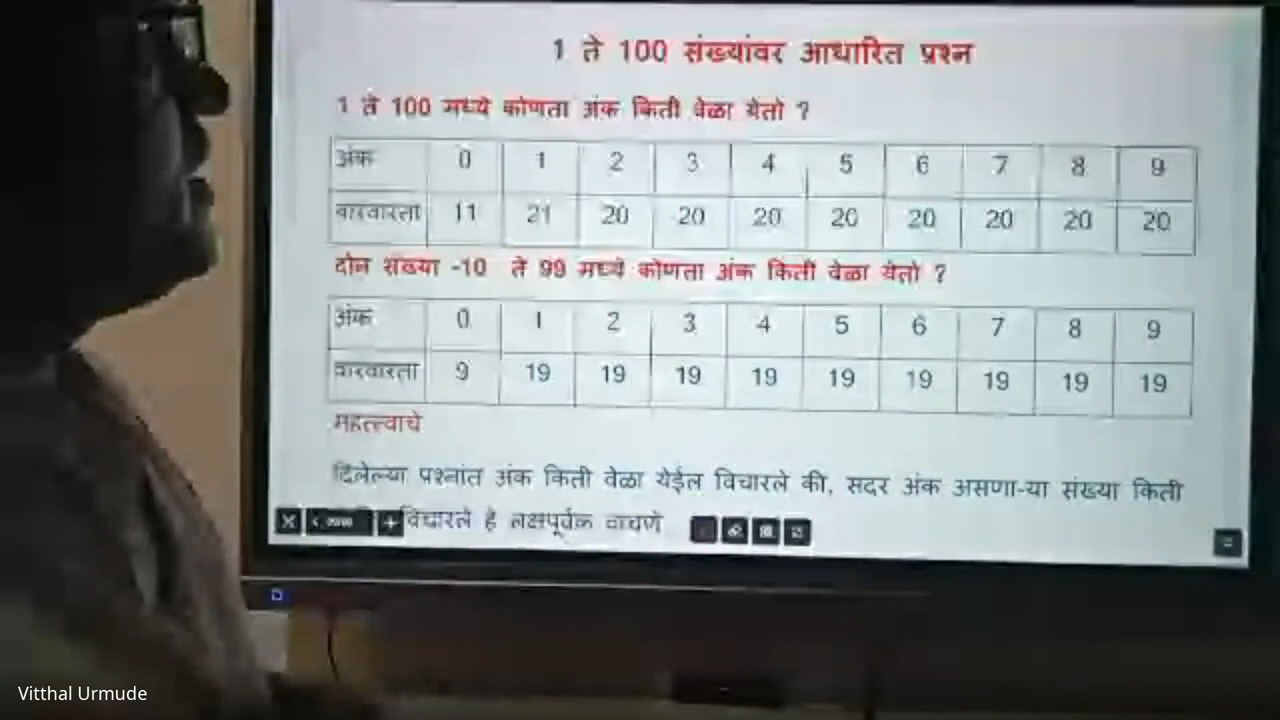 1 ते 100 संख्यांवर आधारित प्रश्न
1 ते 100 मध्ये कोणता अंक किती वेळा येतो ?
अंक 0 1 2 3 4 5 6 7 8 9
वारंवारता 11 21 20 20 20 20 20 20 20 20
दोन संख्या -10 ते 99 मध्ये कोणता अंक किती वेळा येतो ?
अंक 0 1 2 3 4 5 6 7 8 9
वारंवारता 9 19 19 19 19 19 19 19 19 19
महत्त्वाचे
दिलेल्या प्रश्नांत अंक किती वेळा येईल विचारले की, सदर अंक असणा-या संख्या किती
विचारले हे लक्षपूर्वक वाचणे
Vitthal Urmude